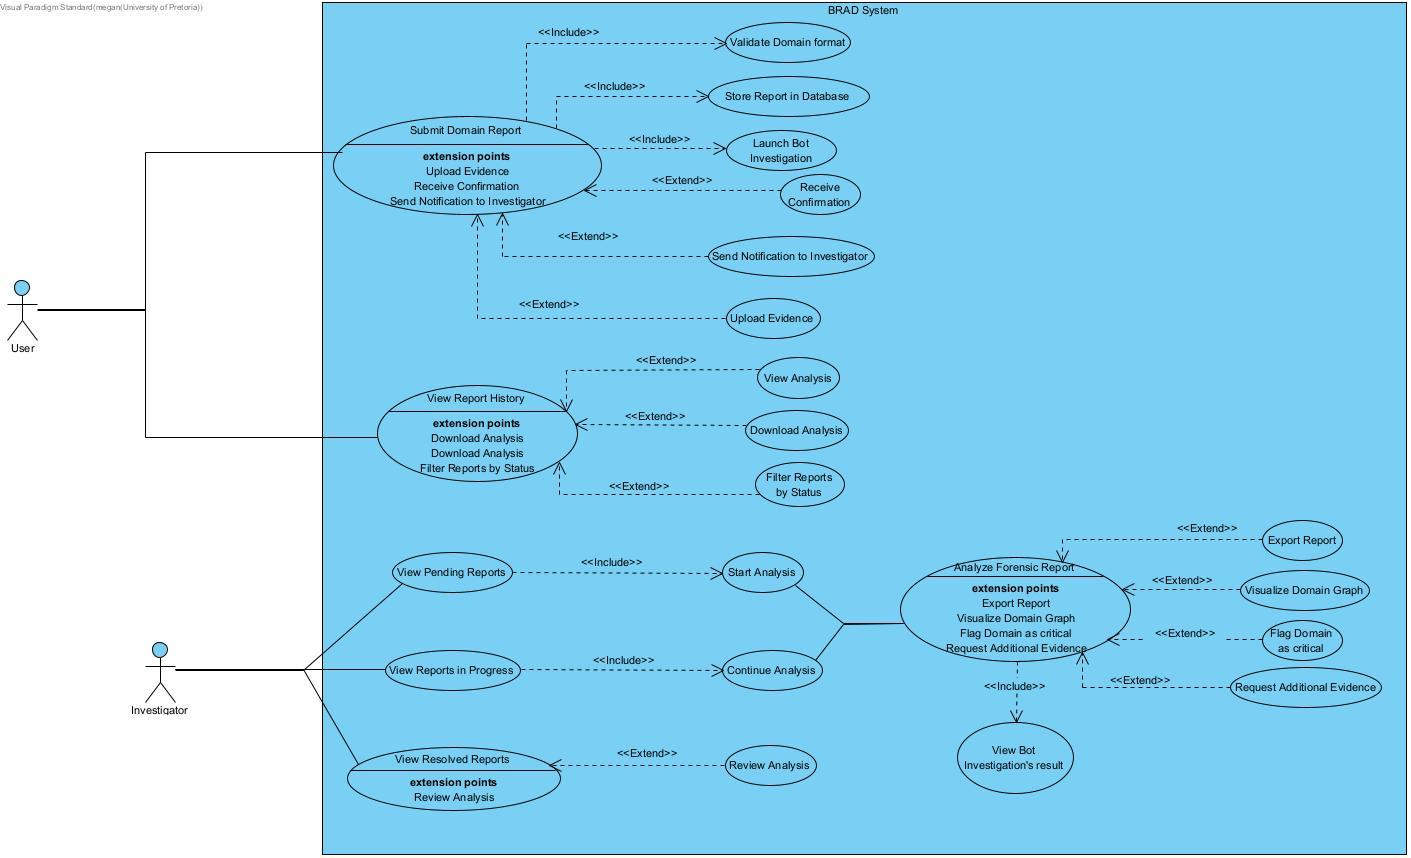 Visual Paradigm Standard(megan(University of Pretoria))
BRAD System
<<Include>>
Validate Domain format
<<Include>>
Store Report in Database
Submit Domain Report
extension points
Upload Evidence
Receive Confirmation
Send Notification to Investigator
<<Include>>
Launch Bot
Investigation
<<Extend>>
Receive
Confirmation
<<Extend>>
Send Notification to Investigator
<<Extend>>
Upload Evidence
User
<<Extend>>
View Analysis
View Report History
extension points
Download Analysis
Download Analysis
Filter Reports by Status
<<Extend>>
Download Analysis
<<Extend>>
Filter Reports
by Status
View Pending Reports
<<Include>>
Start Analysis
<<Extend>>
Export Report
Analyze Forensic Report
extension points
Export Report
Visualize Domain Graph
Flag Domain as critical
Request Additional Evidence
<<Extend>>
Visualize Domain Graph
<<Extend>>
Flag Domain
as critical
<<Extend>>
Request Additional Evidence
Investigator
View Reports in Progress
<<Include>>
Continue Analysis
<<Include>>
View Bot
Investigation's result
View Resolved Reports
extension points
Review Analysis
<<Extend>>
Review Analysis